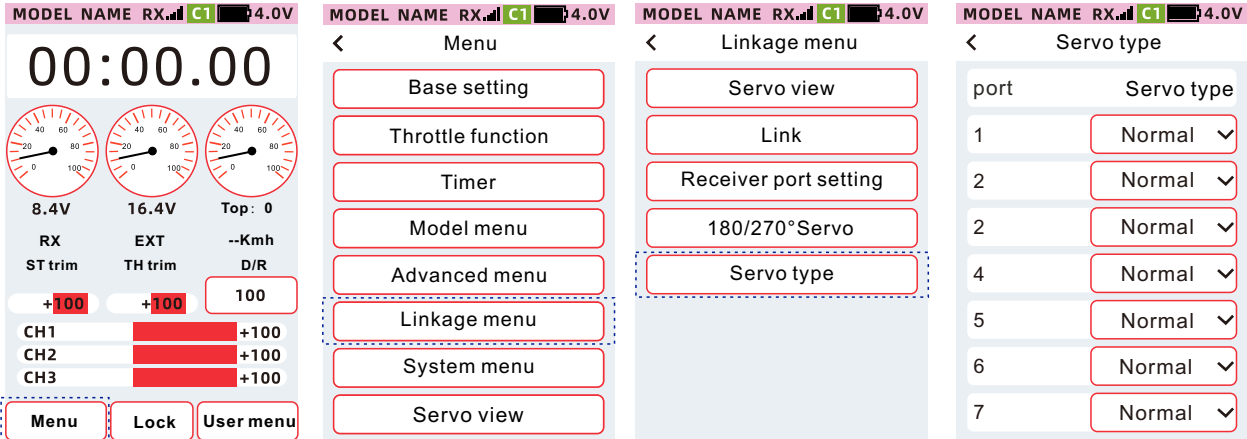 MODEL NAME RX C1 4.0V
00:00.00
0 20 40 60 80 100
0 20 40 60 80 100
0 20 40 60 80 100
8.4V 16.4V Top: 0
RX EXT --Kmh
ST trim TH trim D/R
+100 +100 100
CH1 +100
CH2 +100
CH3 +100
Menu Lock User menu
MODEL NAME RX C1 4.0V
Menu
Base setting
Throttle function
Timer
Model menu
Advanced menu
Linkage menu
System menu
Servo view
MODEL NAME RX C1 4.0V
Linkage menu
Servo view
Link
Receiver port setting
180/270°Servo
Servo type
MODEL NAME RX C1 4.0V
Servo type
port Servo type
1 Normal
2 Normal
2 Normal
4 Normal
5 Normal
6 Normal
7 Normal